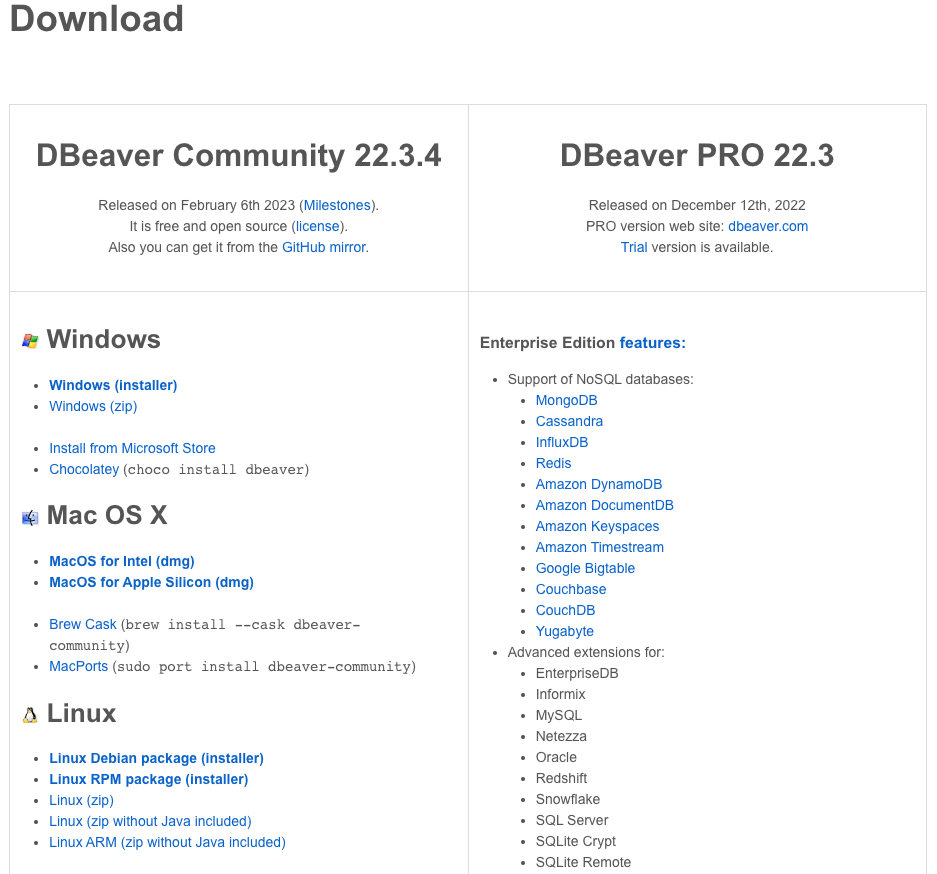 Download
DBeaver Community 22.3.4
Released on February 6th 2023 (Milestones).
It is free and open source (license).
Also you can get it from the GitHub mirror.
DBeaver PRO 22.3
Released on December 12th, 2022
PRO version web site: dbeaver.com
Trial version is available.
Windows
Windows (installer)
Windows (zip)
Install from Microsoft Store
Chocolatey (choco install dbeaver)
Mac OS X
MacOS for Intel (dmg)
MacOS for Apple Silicon (dmg)
Brew Cask (brew install --cask dbeaver-
community)
MacPorts (sudo port install dbeaver-community)
Linux
Linux Debian package (installer)
Linux RPM package (installer)
Linux (zip)
Linux (zip without Java included)
Linux ARM (zip without Java included)
Enterprise Edition features:
Support of NoSQL databases:
MongoDB
Cassandra
InfluxDB
Redis
Amazon DynamoDB
Amazon DocumentDB
Amazon Keyspaces
Amazon Timestream
Google Bigtable
Couchbase
CouchDB
Yugabyte
Advanced extensions for:
EnterpriseDB
Informix
MySQL
Netezza
Oracle
Redshift
Snowflake
SQL Server
SQLite Crypt
SQLite Remote